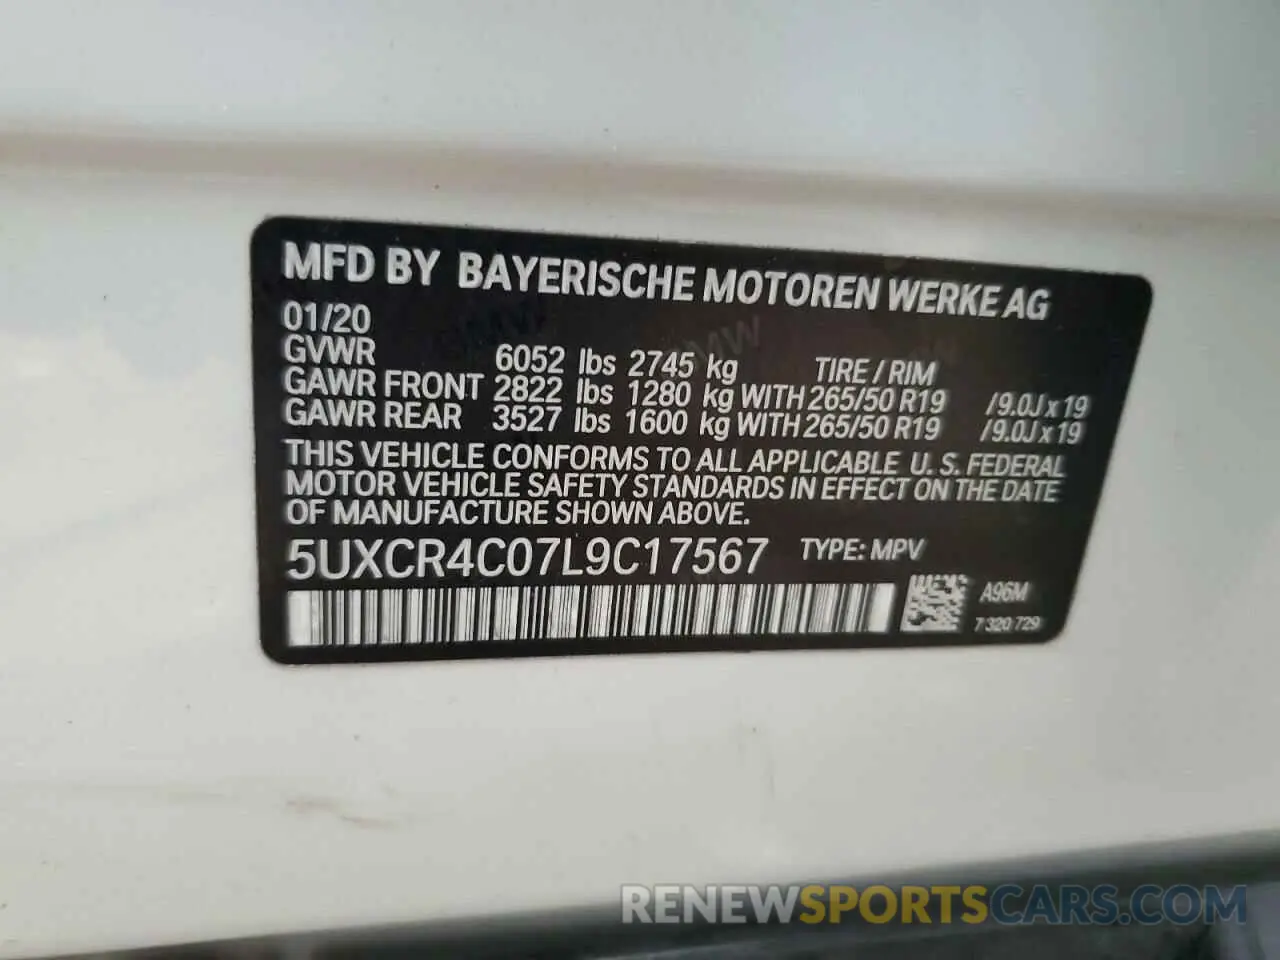 MFD BY BAYERISCHE MOTOREN WERKE AG
01/20
GVWR 6052 lbs 2745 kg TIRE / RIM
GAWR FRONT 2822 lbs 1280 kg WITH 265/50 R19 /9.0J x 19
GAWR REAR 3527 lbs 1600 kg WITH 265/50 R19 /9.0J x 19
THIS VEHICLE CONFORMS TO ALL APPLICABLE U. S. FEDERAL
MOTOR VEHICLE SAFETY STANDARDS IN EFFECT ON THE DATE
OF MANUFACTURE SHOWN ABOVE.
5UXCR4C07L9C17567 TYPE: MPV
A96M
7 320 729
RENEWSPORTSCARS.COM